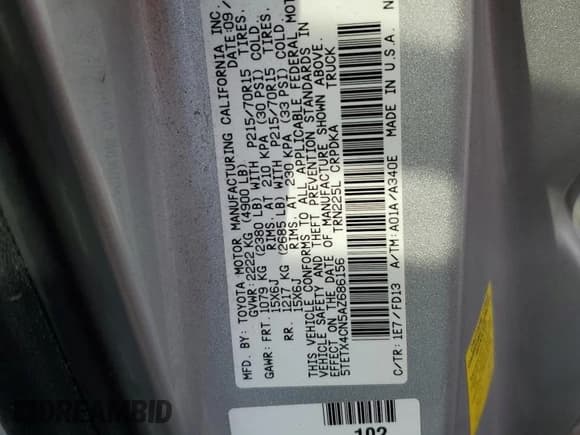 MFD. BY: TOYOTA MOTOR MANUFACTURING CALIFORNIA INC.
DATE: 09/
GVWR: 2222 KG (4900 LB)
GAWR: FRT. 1079 KG (2380 LB) WITH P215/70R15 TIRES.
15X6J RIMS. AT 210 KPA (30 PSI) COLD.
RR. 1217 KG (2685 LB) WITH P215/70R15 TIRES.
15X6J RIMS. AT 230 KPA (33 PSI) COLD.
THIS VEHICLE CONFORMS TO ALL APPLICABLE FEDERAL MOT
VEHICLE SAFETY AND THEFT PREVENTION STANDARDS IN
EFFECT ON THE DATE OF MANUFACTURE SHOWN ABOVE.
5TETX4CN5AZ686156 TRN225L CRPDKA TRUCK
C/TR: 1E7/FD13 A/TM: A01A/A340E MADE IN U.S.A. N
102
DREAMBID